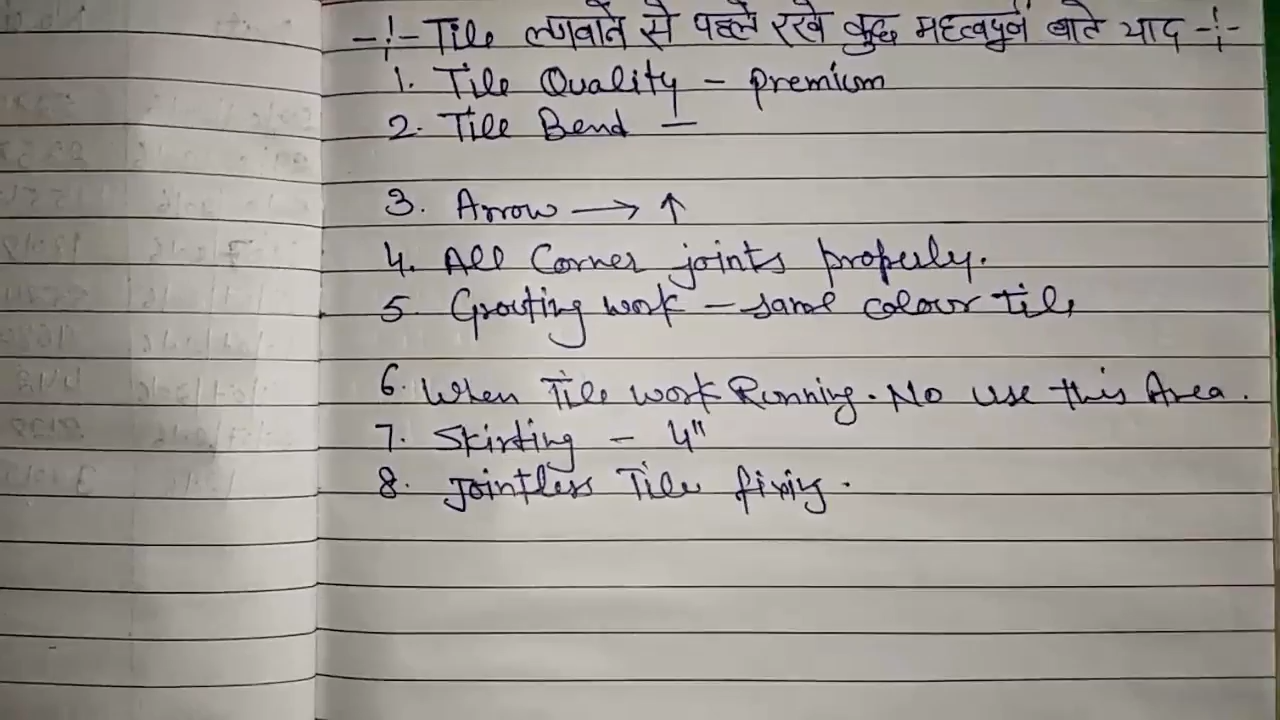 -!- Tile लगवाने से पहले रखे कुछ महत्वपूर्न बाते याद -!-
1. Tile Quality - premium
2. Tile Bend -
3. Arrow → ↑
4. All Corner joints properly.
5 Grouting work - same colour tile
6. When Tile work Running. No use this Area.
7. Skirting - 4"
8. Jointless Tile fixing.